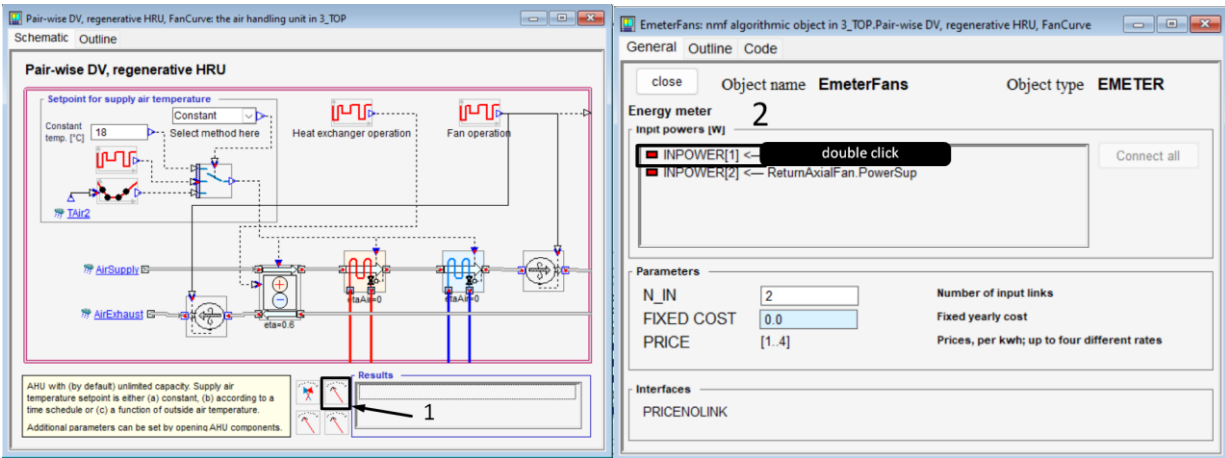 Pair-wise DV, regenerative HRU, FanCurve: the air handling unit in 3_TOP
Schematic Outline
Pair-wise DV, regenerative HRU
Setpoint for supply air temperature
Constant
Constant
temp. [°C]
18
Select method here
Heat exchanger operation
Fan operation
TAir2
AirSupply
etaAir=0
etaAir=0
AirExhaust
eta=0.6
AHU with (by default) unlimited capacity. Supply air
temperature setpoint is either (a) constant, (b) according to a
time schedule or (c) a function of outside air temperature.
Additional parameters can be set by opening AHU components.
Results
1
EmeterFans: nmf algorithmic object in 3_TOP.Pair-wise DV, regenerative HRU, FanCurve
General Outline Code
close Object name EmeterFans Object type EMETER
Energy meter
2
Input powers [W]
INPOWER[1] <—
double click
INPOWER[2] <— ReturnAxialFan.PowerSup
Connect all
Parameters
N_IN 2 Number of input links
FIXED COST 0.0 Fixed yearly cost
PRICE [1..4] Prices, per kwh; up to four different rates
Interfaces
PRICENOLINK